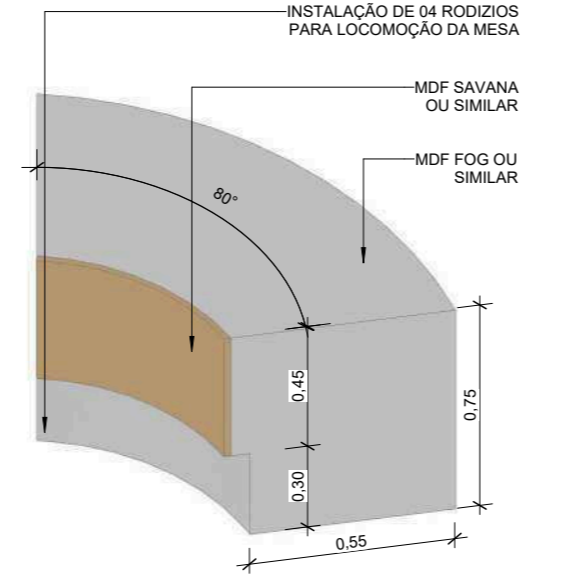 INSTALAÇÃO DE 04 RODIZIOS
PARA LOCOMOÇÃO DA MESA
MDF SAVANA
OU SIMILAR
MDF FOG OU
SIMILAR
80°
0,45
0,75
0,30
0,55